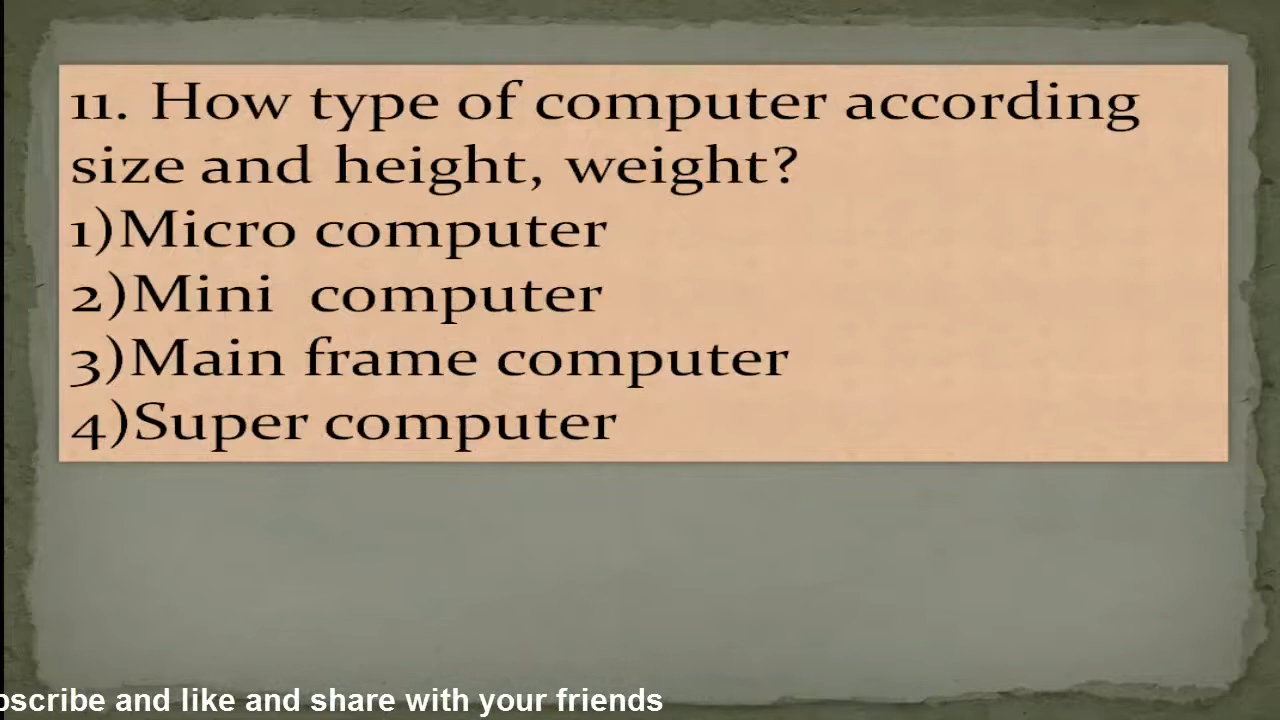 11. How type of computer according
size and height, weight?
1)Micro computer
2)Mini computer
3)Main frame computer
4)Super computer
and like and share with your friends